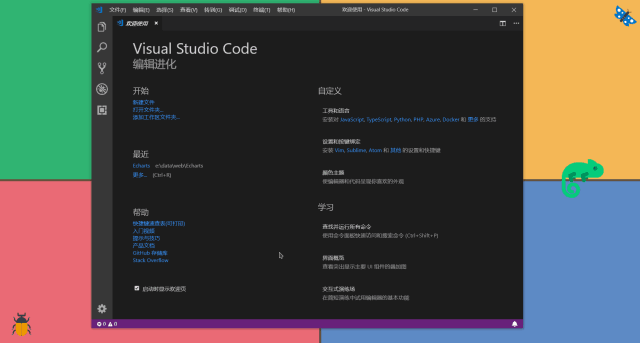 文件(F) 编辑(E) 选择(S) 查看(V) 转到(G) 调试(D) 终端(T) 帮助(H)
欢迎使用 - Visual Studio Code
欢迎使用
Visual Studio Code
编辑进化
开始
新建文件
打开文件夹...
添加工作区文件夹...
最近
Echarts e:\data\web\Echarts
更多... (Ctrl+R)
帮助
快捷键速查表(可打印)
入门视频
提示与技巧
产品文档
GitHub 存储库
Stack Overflow
启动时显示欢迎页
自定义
工具和语言
安装对 JavaScript, TypeScript, Python, PHP, Azure, Docker 和 更多 的支持
设置和按键绑定
安装 Vim, Sublime, Atom 和 其他 的设置和快捷键
颜色主题
使编辑器和代码呈现你喜欢的外观
学习
查找并运行所有命令
使用命令面板快速访问和搜索命令 (Ctrl+Shift+P)
界面概览
查看突出显示主要 UI 组件的叠加图
交互式演练场
在简短演练中试用编辑器的基本功能
0 0